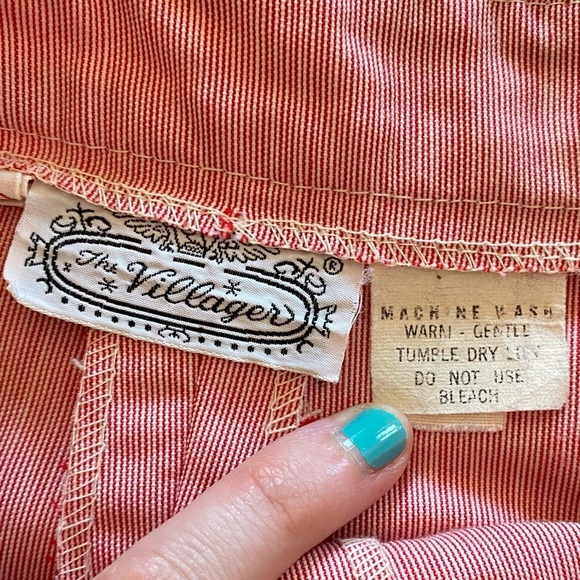 The Villager
®
MACHINE WASH
WARM - GENTLE
TUMBLE DRY LOW
DO NOT USE
BLEACH